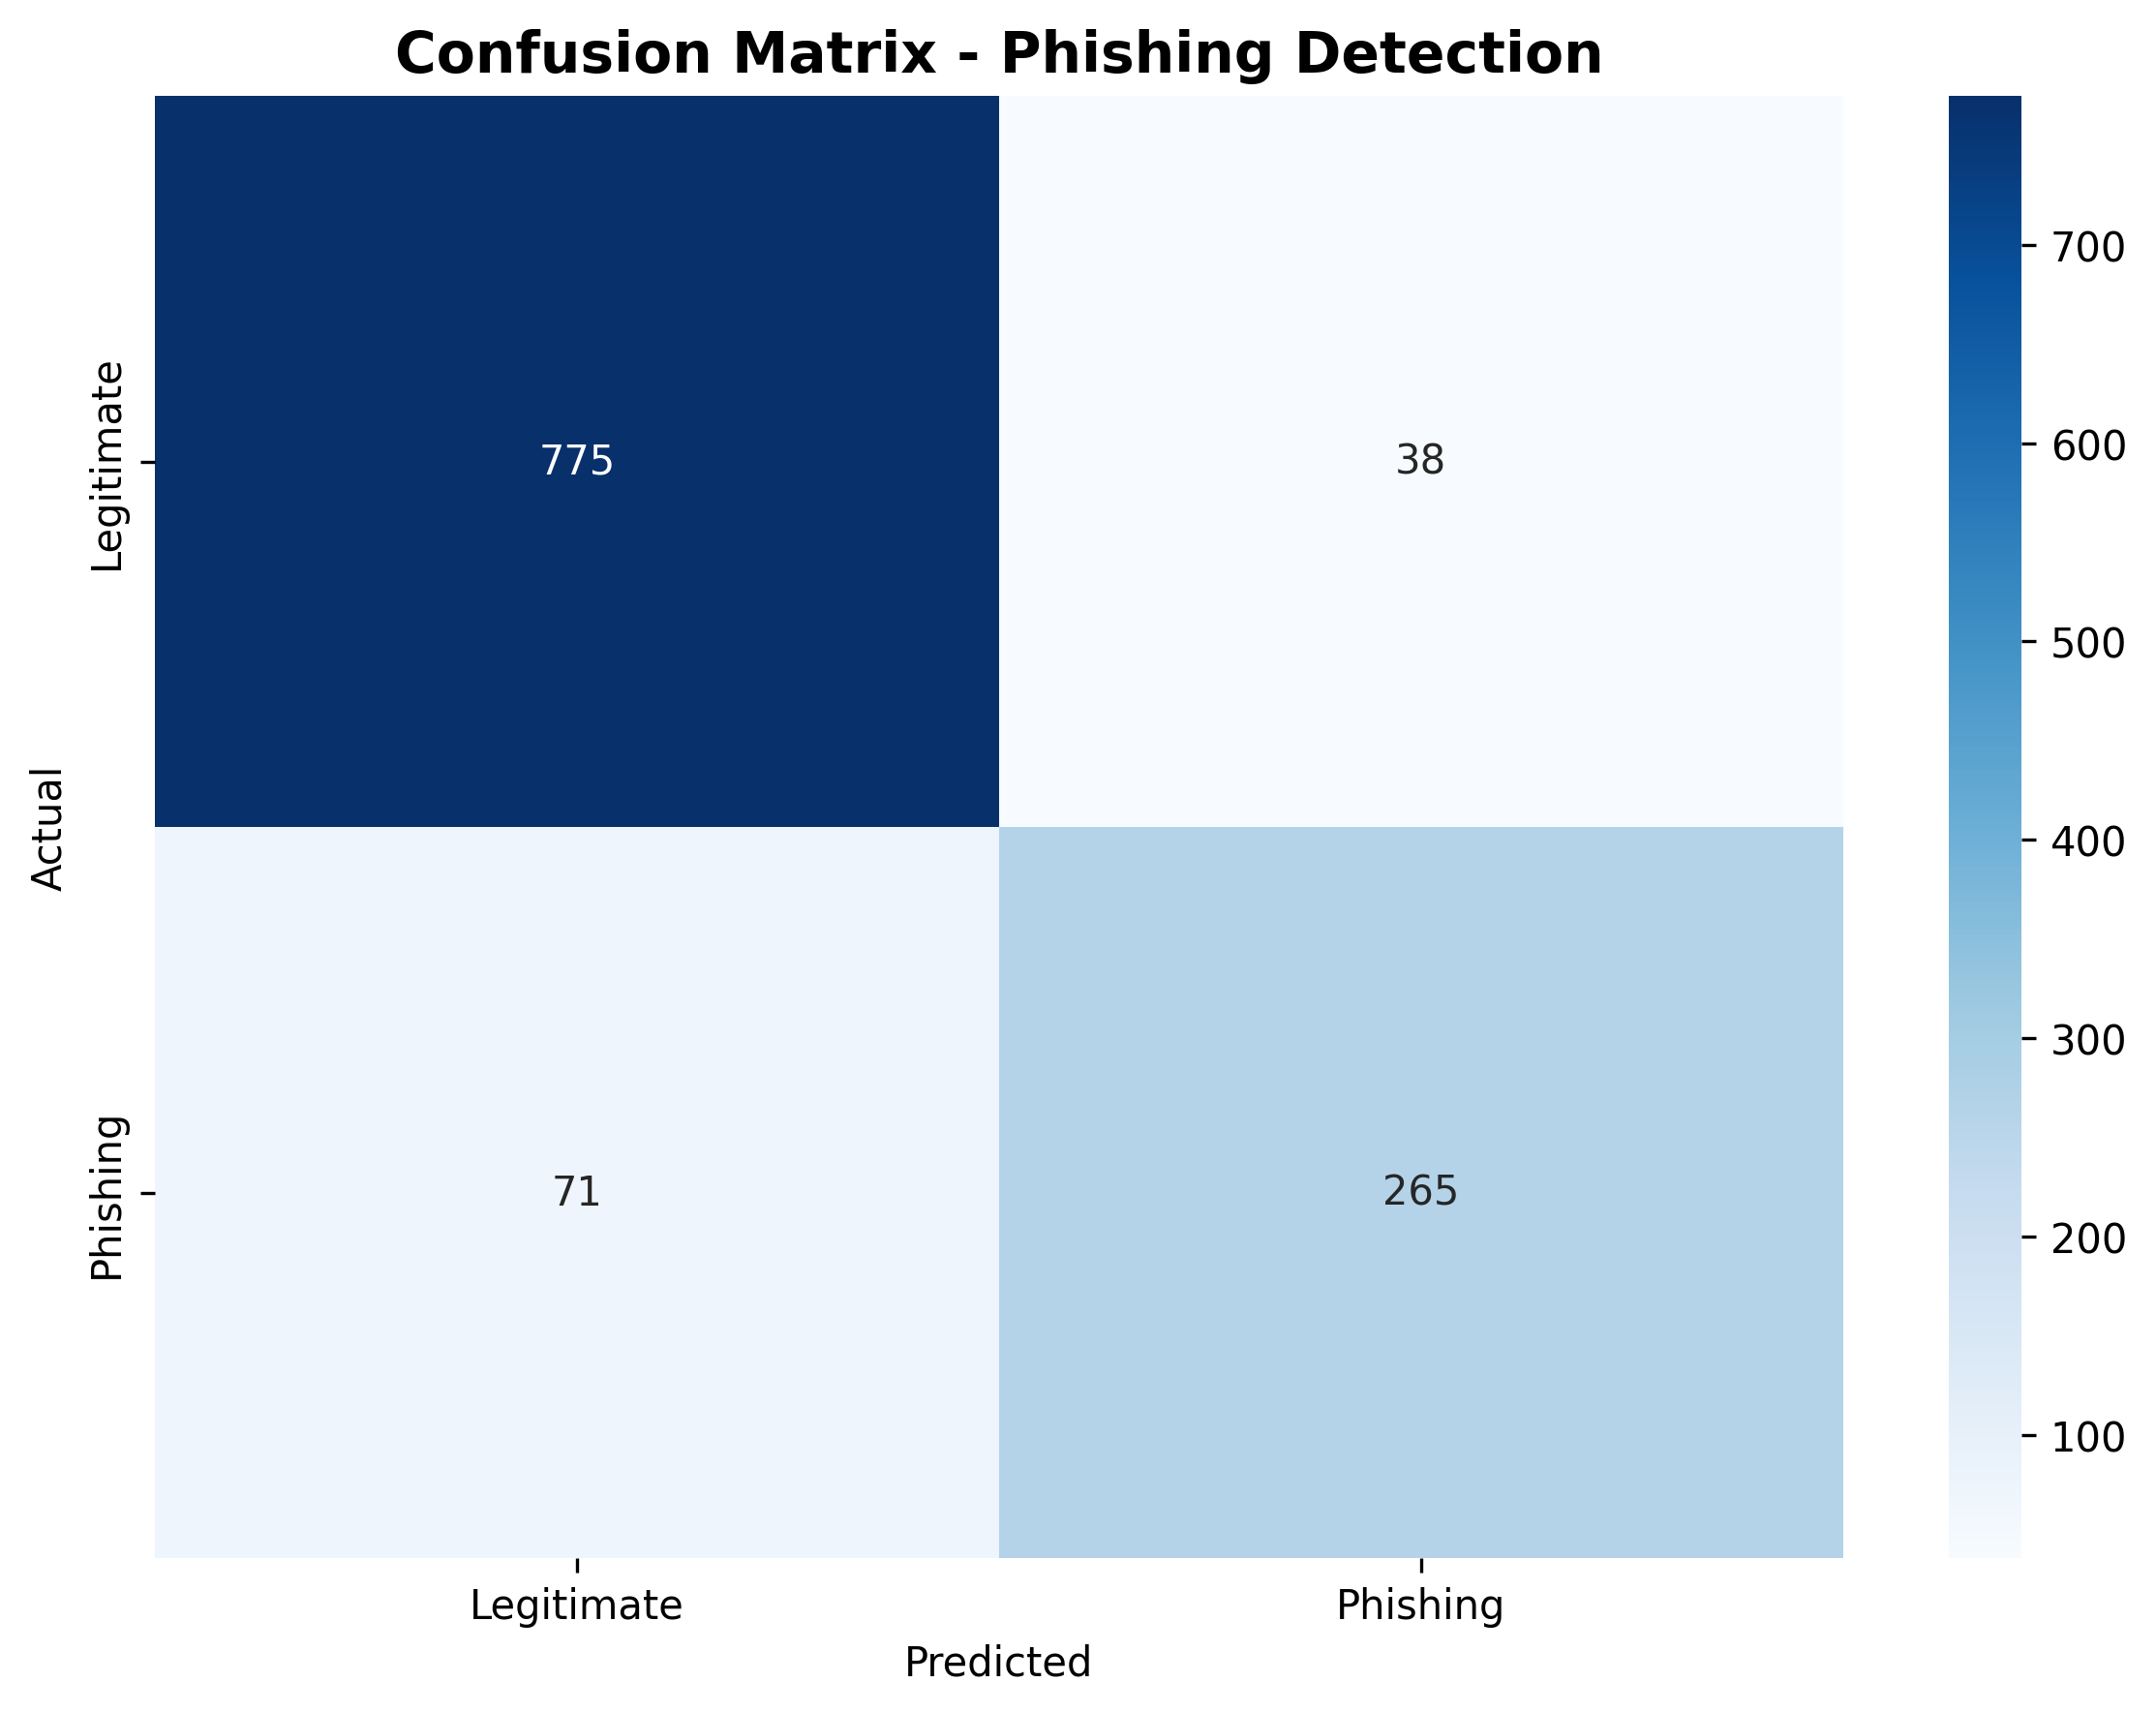 Confusion Matrix - Phishing Detection
Actual
Legitimate
Phishing
775
38
71
265
Legitimate
Phishing
Predicted
700
600
500
400
300
200
100